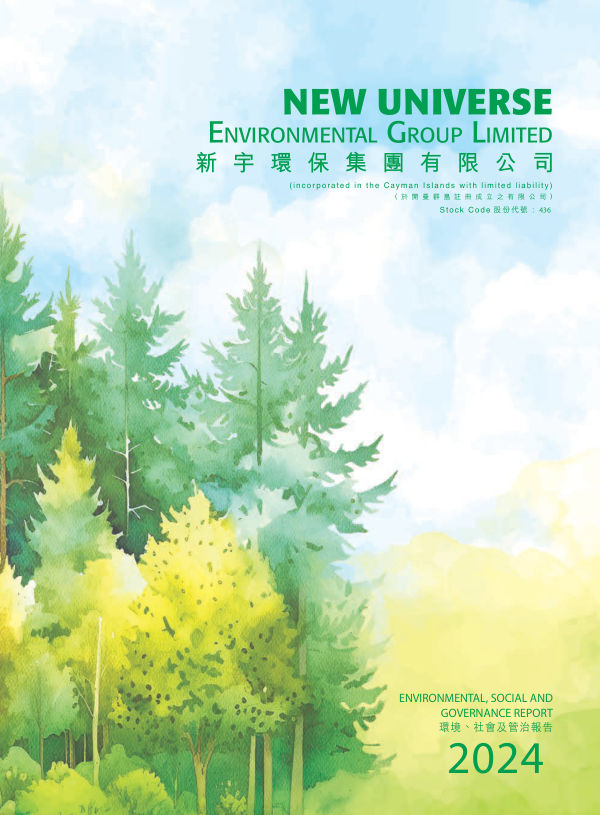 NEW UNIVERSE
ENVIRONMENTAL GROUP LIMITED
新宇環保集團有限公司
(incorporated in the Cayman Islands with limited liability)
(於開曼群島註冊成立之有限公司)
Stock Code 股份代號 : 436
ENVIRONMENTAL, SOCIAL AND
GOVERNANCE REPORT
環境、社會及管治報告
2024